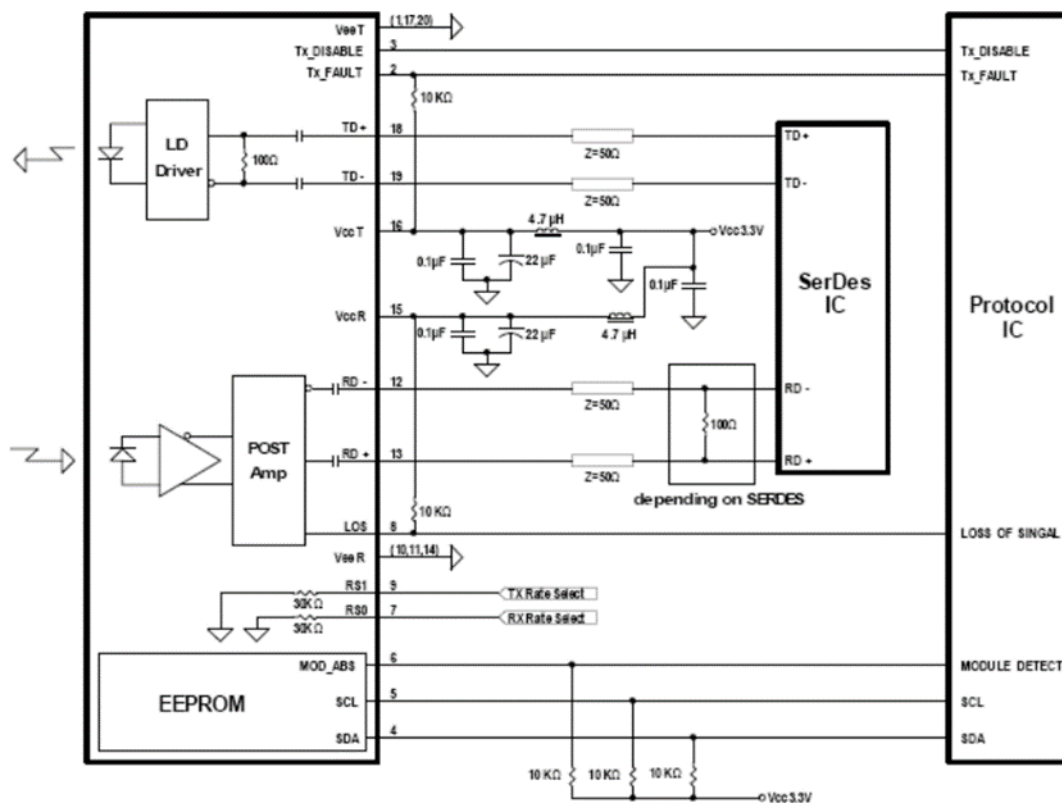 VeeT (1,17,20)
Tx_DISABLE 3 Tx_DISABLE
Tx_FAULT 2 Tx_FAULT
10 KΩ
LD
Driver
100Ω
TD+ 18 Z=50Ω TD+
TD- 19 Z=50Ω TD-
VccT 16 4.7 µH Vcc3.3V
0.1µF 22 µF 0.1µF 0.1µF
SerDes
IC
Protocol
IC
VccR 15 4.7 µH
0.1µF 22 µF
RD - 12 Z=50Ω RD -
100Ω
POST
Amp
RD + 13 Z=50Ω RD +
depending on SERDES
10 KΩ
LOS 8 LOSS OF SINGAL
VeeR (10,11,14)
RS1 9 TX Rate Select
30KΩ
RS0 7 RX Rate Select
30KΩ
MOD_ABS 6 MODULE DETECT
EEPROM
SCL 5 SCL
SDA 4 SDA
10 KΩ 10 KΩ 10 KΩ
Vcc3.3V